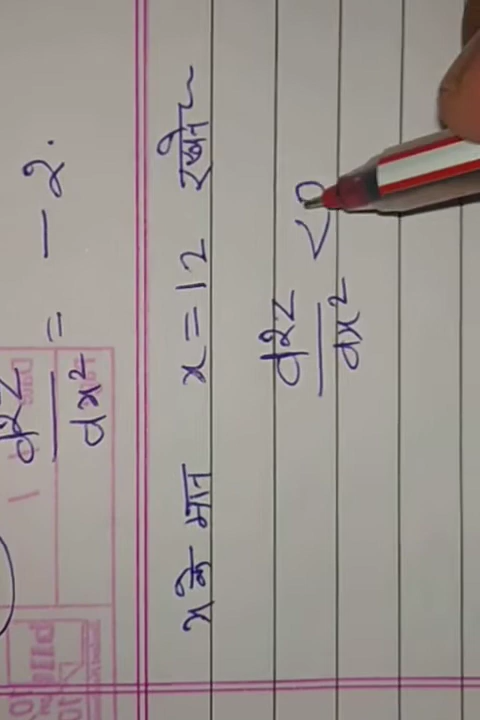 d²z/dx² = -2.
x के मान x = 12 रखने
d²z/dx² < 0